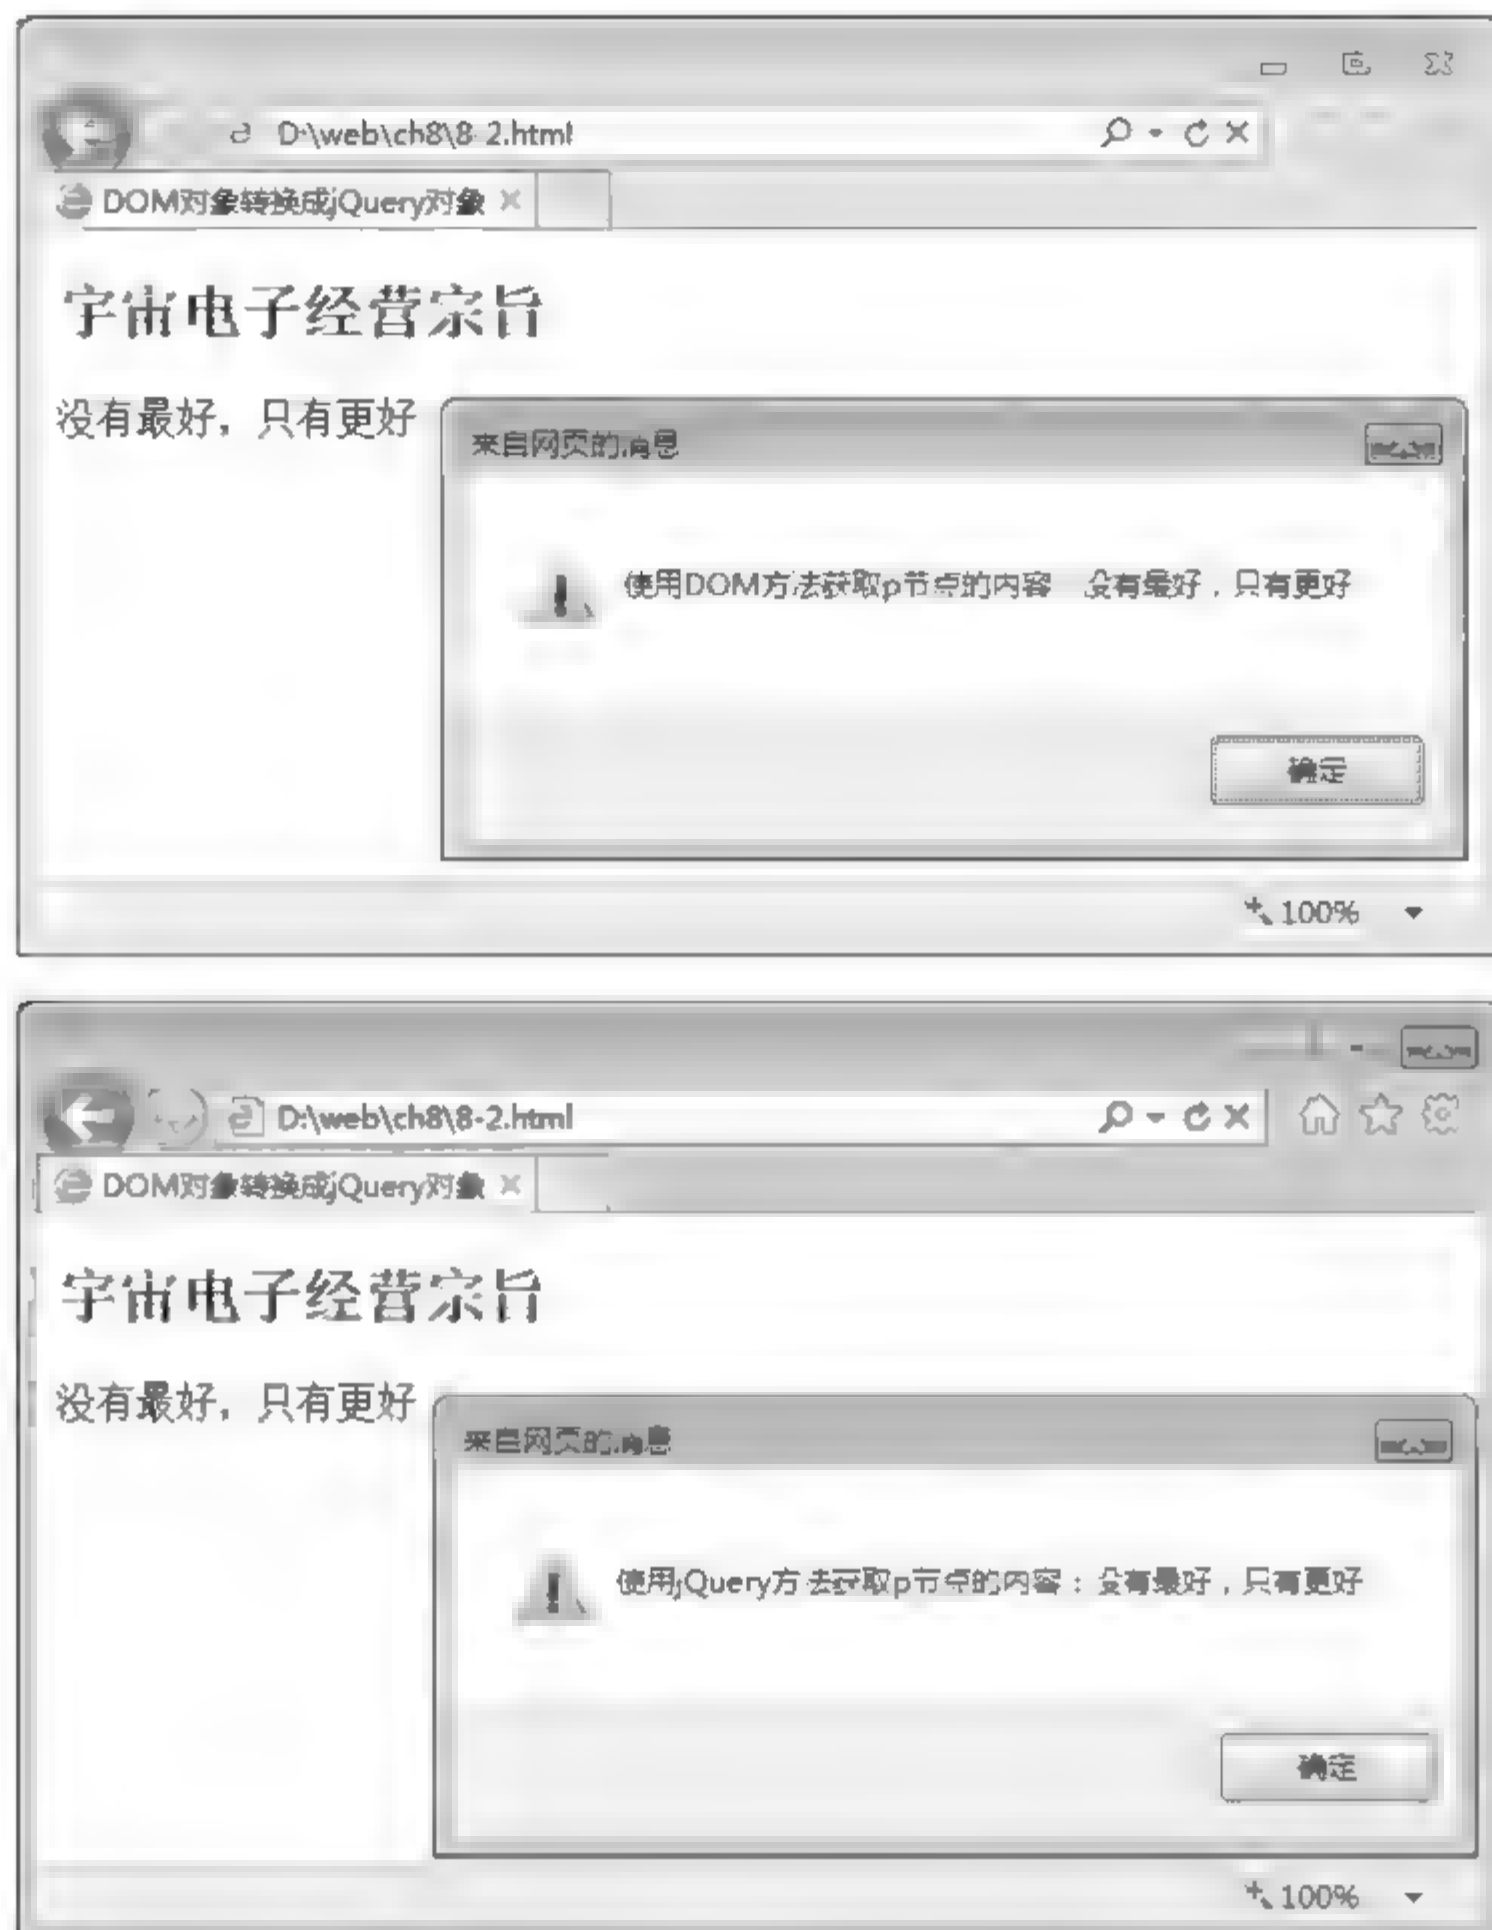 D:\web\ch8\8-2.html
DOM对象转换成jQuery对象
宇宙电子经营宗旨
没有最好，只有更好
来自网页的消息
使用DOM方法获取p节点的内容 没有最好，只有更好
确定
100%
D:\web\ch8\8-2.html
DOM对象转换成jQuery对象
宇宙电子经营宗旨
没有最好，只有更好
来自网页的消息
使用jQuery方法获取p节点的内容：没有最好，只有更好
确定
100%